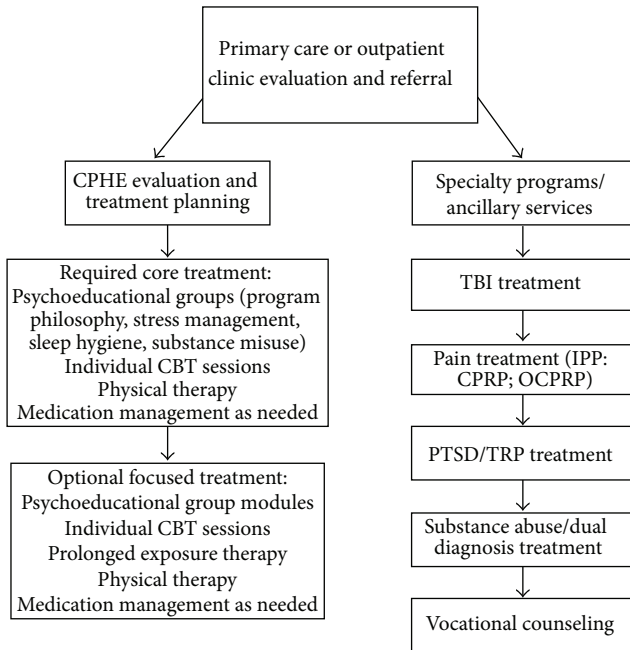 Primary care or outpatient
clinic evaluation and referral
CPHE evaluation and
treatment planning
Required core treatment:
Psychoeducational groups (program
philosophy, stress management,
sleep hygiene, substance misuse)
Individual CBT sessions
Physical therapy
Medication management as needed
Optional focused treatment:
Psychoeducational group modules
Individual CBT sessions
Prolonged exposure therapy
Physical therapy
Medication management as needed
Specialty programs/
ancillary services
TBI treatment
Pain treatment (IPP:
CPRP; OCPRP)
PTSD/TRP treatment
Substance abuse/dual
diagnosis treatment
Vocational counseling